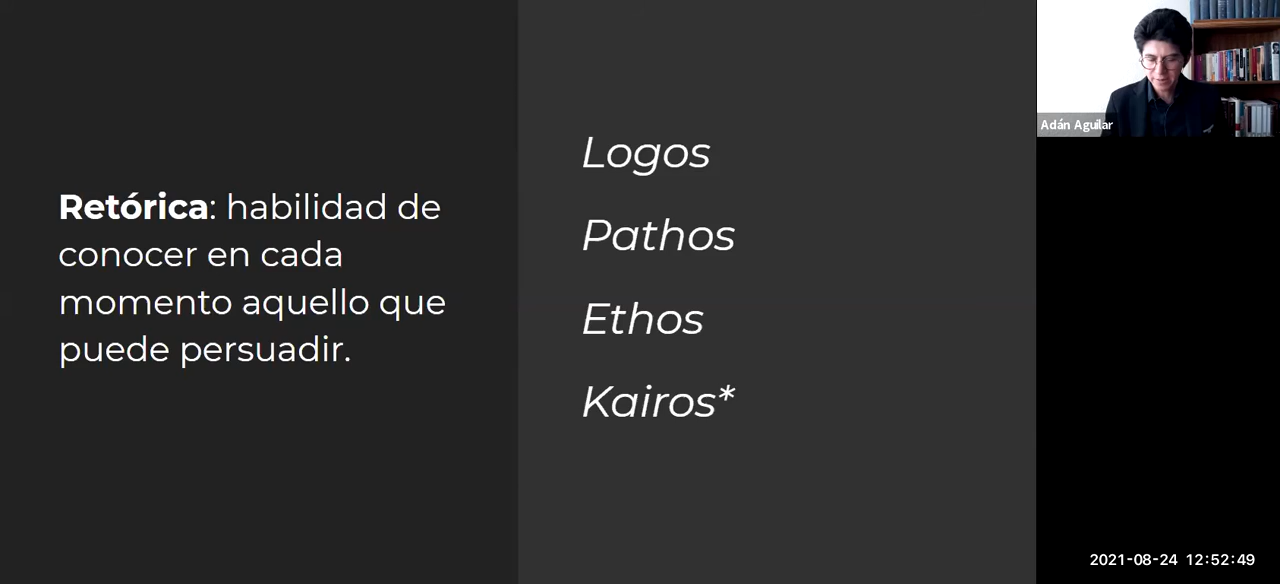 Retórica: habilidad de
conocer en cada
momento aquello que
puede persuadir.
Logos
Pathos
Ethos
Kairos*
Adán Aguilar
2021-08-24 12:52:49